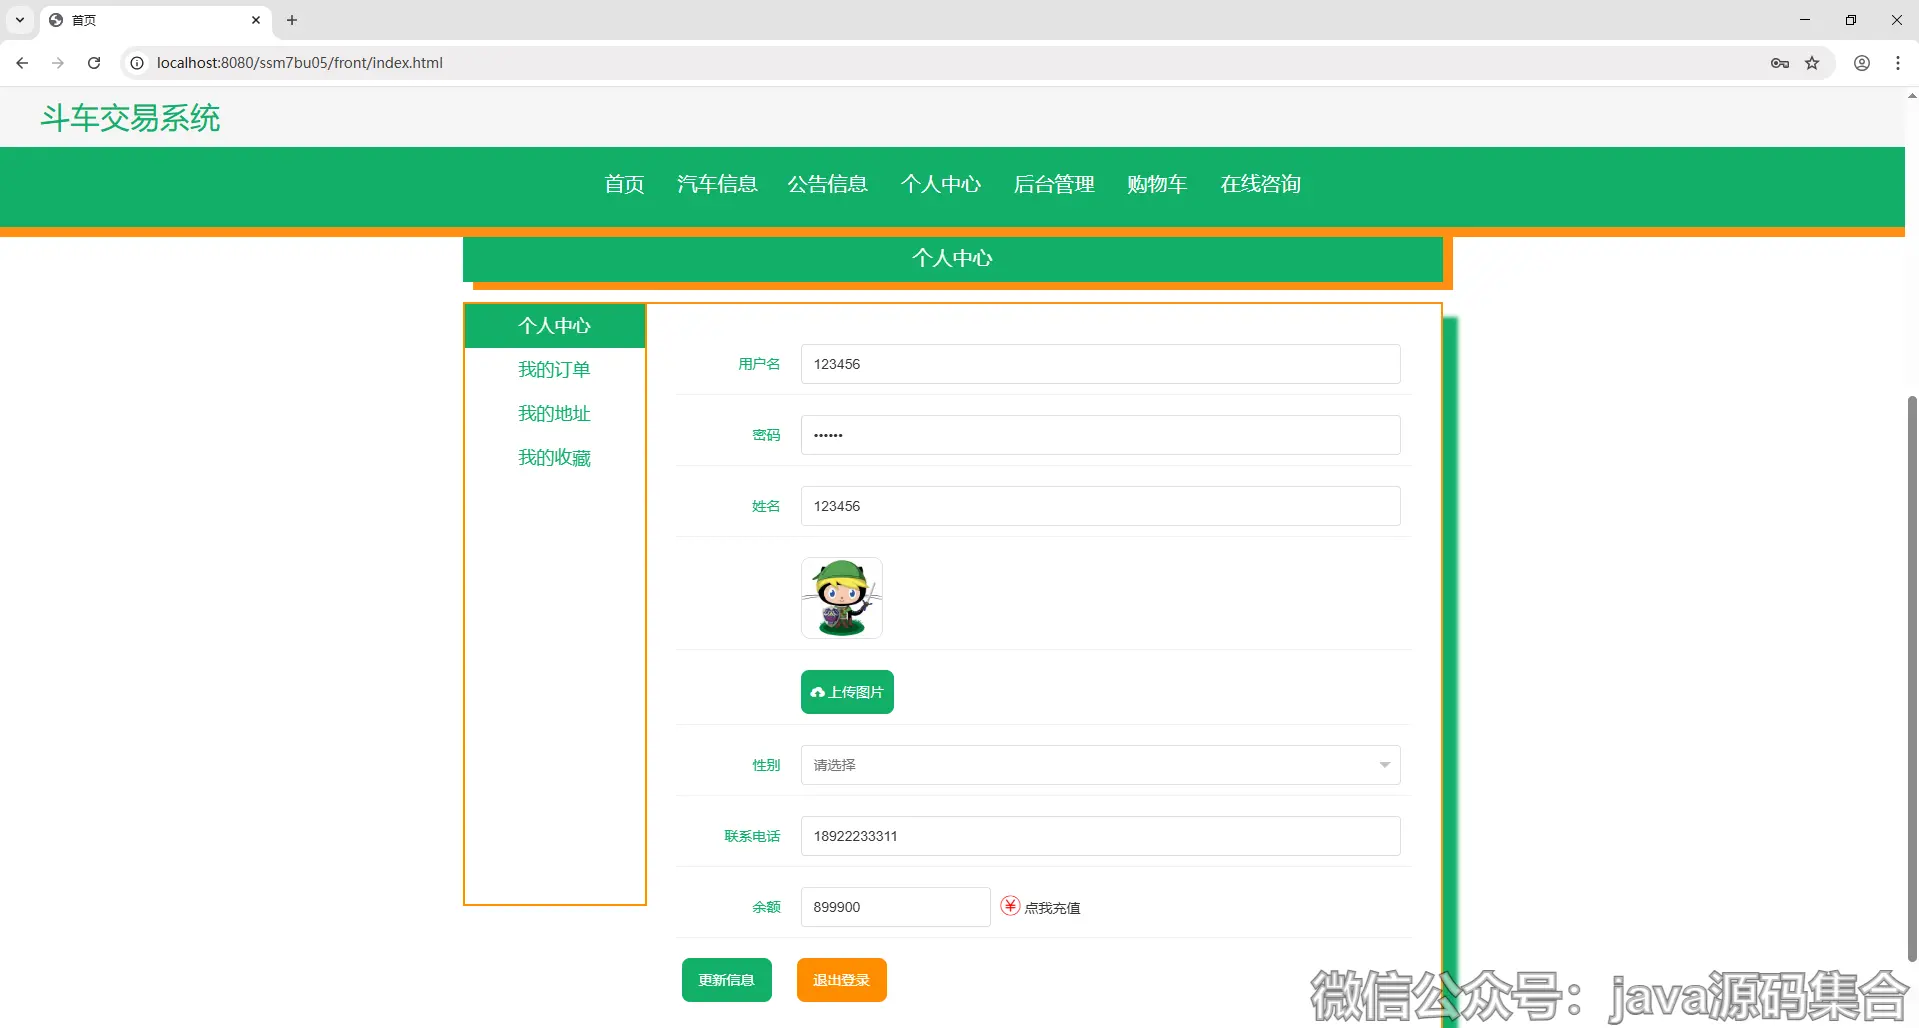 首页
localhost:8080/ssm7bu05/front/index.html
斗车交易系统
首页 汽车信息 公告信息 个人中心 后台管理 购物车 在线咨询
个人中心
个人中心
我的订单
我的地址
我的收藏
用户名 123456
密码 ••••••
姓名 123456
上传图片
性别 请选择
联系电话 18922233311
余额 899900 点我充值
更新信息 退出登录
微信公众号：java源码集合